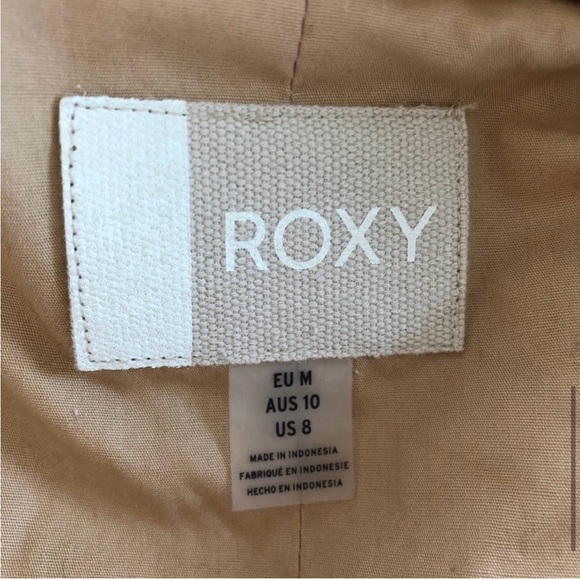 ROXY
EU M
AUS 10
US 8
MADE IN INDONESIA
FABRIQUÉ EN INDONESIE
HECHO EN INDONESIA